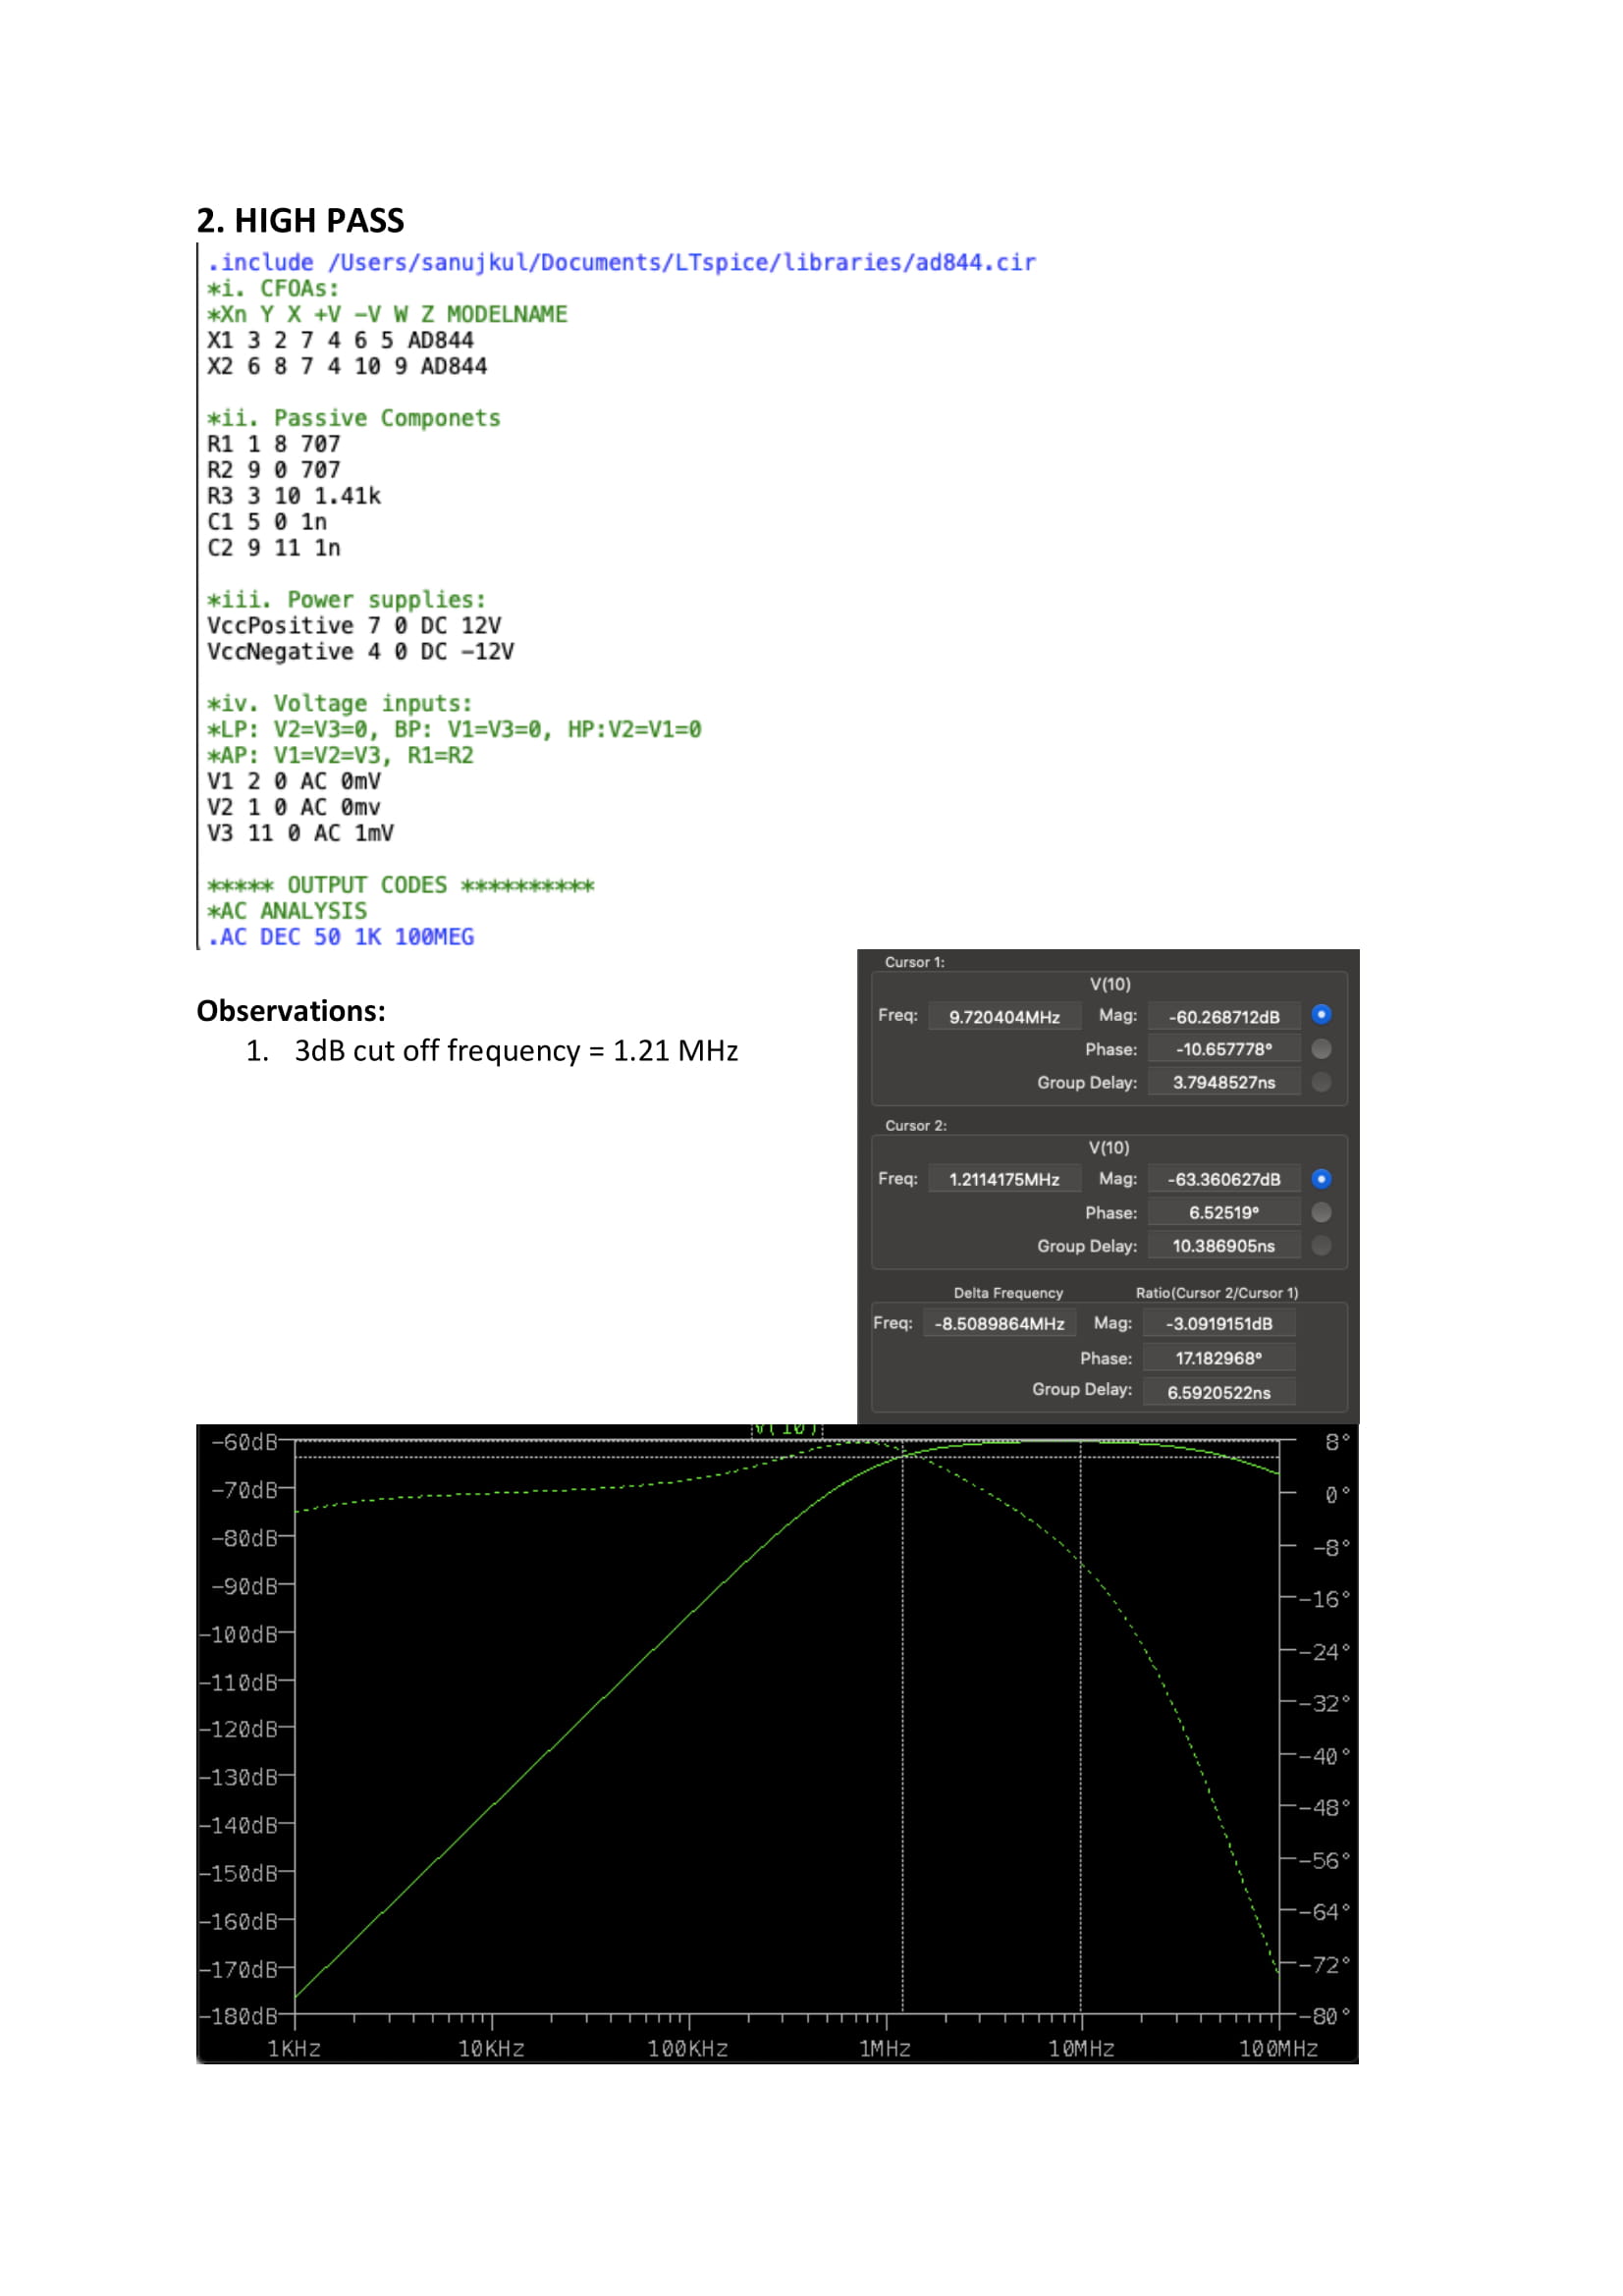 2. HIGH PASS
.include /Users/sanujkul/Documents/LTspice/libraries/ad844.cir
*i. CFOAs:
*Xn Y X +V -V W Z MODELNAME
X1 3 2 7 4 6 5 AD844
X2 6 8 7 4 10 9 AD844
*ii. Passive Componets
R1 1 8 707
R2 9 0 707
R3 3 10 1.41k
C1 5 0 1n
C2 9 11 1n
*iii. Power supplies:
VccPositive 7 0 DC 12V
VccNegative 4 0 DC -12V
*iv. Voltage inputs:
*LP: V2=V3=0, BP: V1=V3=0, HP:V2=V1=0
*AP: V1=V2=V3, R1=R2
V1 2 0 AC 0mV
V2 1 0 AC 0mv
V3 11 0 AC 1mV
***** OUTPUT CODES **********
*AC ANALYSIS
.AC DEC 50 1K 100MEG
Observations:
1. 3dB cut off frequency = 1.21 MHz
Cursor 1:
V(10)
Freq: 9.720404MHz Mag: -60.268712dB
Phase: -10.657778°
Group Delay: 3.7948527ns
Cursor 2:
V(10)
Freq: 1.2114175MHz Mag: -63.360627dB
Phase: 6.52519°
Group Delay: 10.386905ns
Delta Frequency Ratio(Cursor 2/Cursor 1)
Freq: -8.5089864MHz Mag: -3.0919151dB
Phase: 17.182968°
Group Delay: 6.5920522ns
V(10)
-60dB 8°
-70dB 0°
-80dB -8°
-90dB -16°
-100dB -24°
-110dB -32°
-120dB -40°
-130dB -48°
-140dB -56°
-150dB -64°
-160dB -72°
-170dB -80°
-180dB
1KHz 10KHz 100KHz 1MHz 10MHz 100MHz